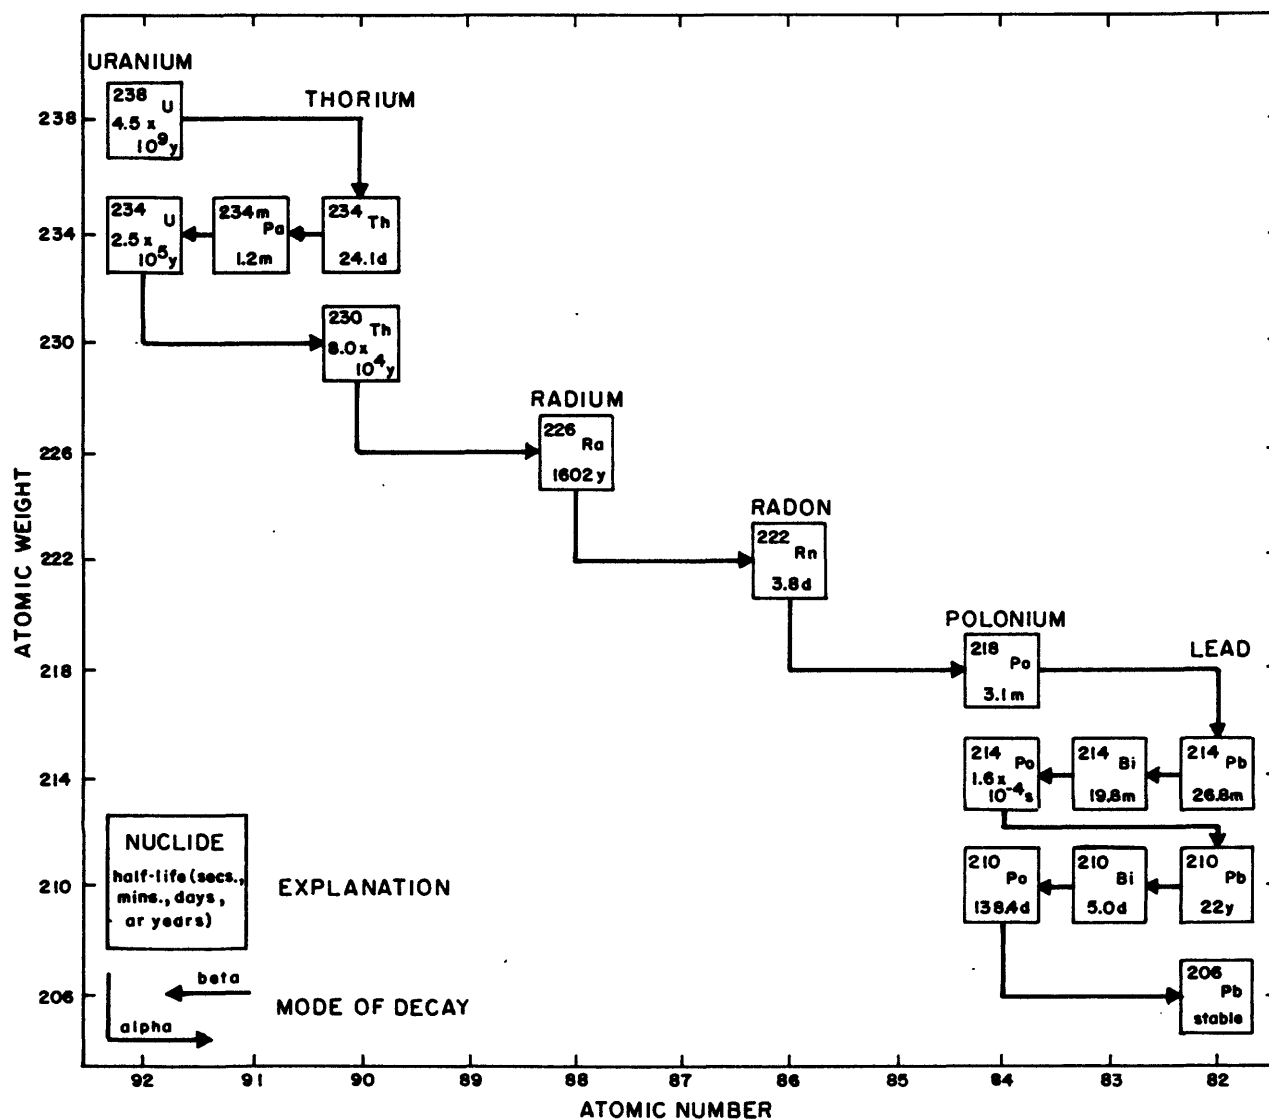 URANIUM
238 U
4.5 x
10⁹y
THORIUM
238
234 U
2.5 x
10⁵y
234m
Pa
1.2m
234 Th
24.1d
234
230 Th
8.0 x
10⁴y
230
RADIUM
226 Ra
1602 y
226
RADON
222 Rn
3.8d
222
POLONIUM
218 Po
3.1m
LEAD
218
214 Po
1.6x
10⁻⁴s
214 Bi
19.8m
214 Pb
26.8m
214
210 Po
138.4d
210 Bi
5.0d
210 Pb
22y
210
206 Pb
stable
206
ATOMIC WEIGHT
NUCLIDE
half-life (secs.,
mins., days,
ar years)
EXPLANATION
beta
alpha
MODE OF DECAY
92 91 90 89 88 87 86 85 84 83 82
ATOMIC NUMBER